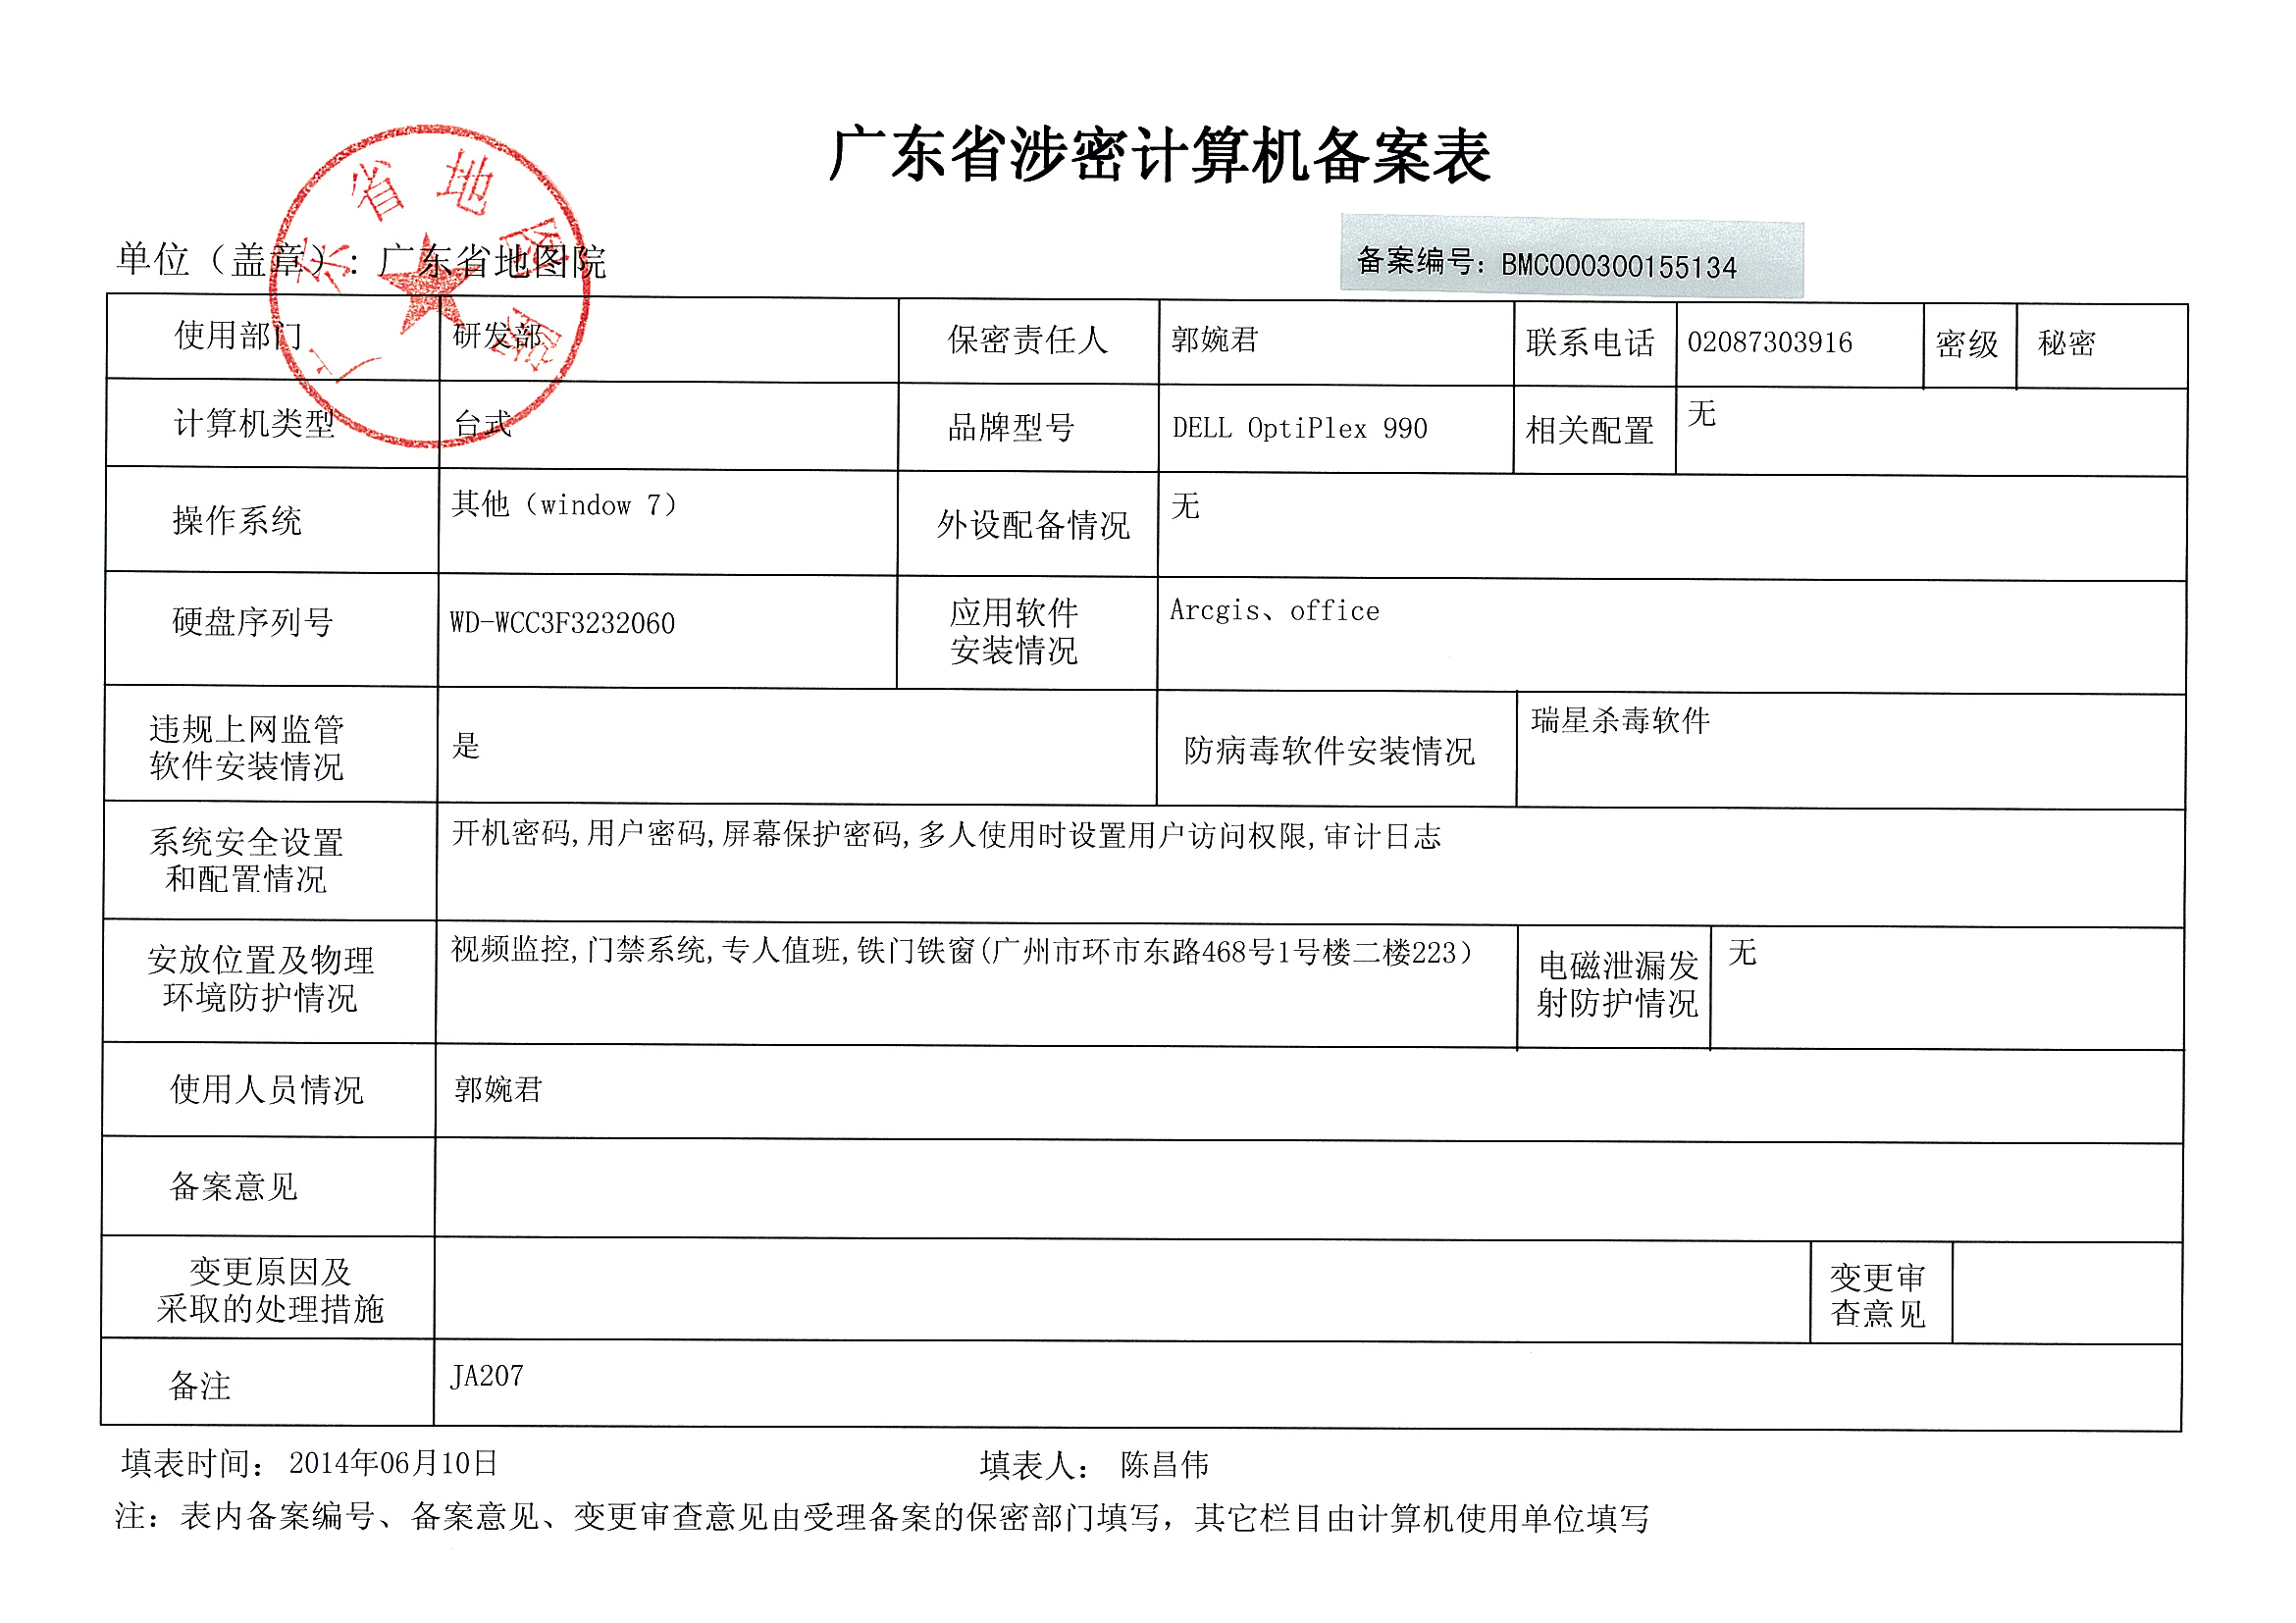 广东省涉密计算机备案表
单位（盖章）: 广东省地图院
备案编号: BMC000300155134
广东省地图院
使用部门 研发部 保密责任人 郭婉君 联系电话 02087303916 密级 秘密
计算机类型 台式 品牌型号 DELL OptiPlex 990 相关配置 无
操作系统 其他（window 7） 外设配备情况 无
硬盘序列号 WD-WCC3F3232060
应用软件
安装情况
Arcgis、office
违规上网监管
软件安装情况
是 防病毒软件安装情况 瑞星杀毒软件
系统安全设置
和配置情况
开机密码,用户密码,屏幕保护密码,多人使用时设置用户访问权限,审计日志
安放位置及物理
环境防护情况
视频监控,门禁系统,专人值班,铁门铁窗(广州市环市东路468号1号楼二楼223）
电磁泄漏发
射防护情况
无
使用人员情况 郭婉君
备案意见
变更原因及
采取的处理措施
变更审
查意见
备注 JA207
填表时间： 2014年06月10日 填表人： 陈昌伟
注：表内备案编号、备案意见、变更审查意见由受理备案的保密部门填写，其它栏目由计算机使用单位填写